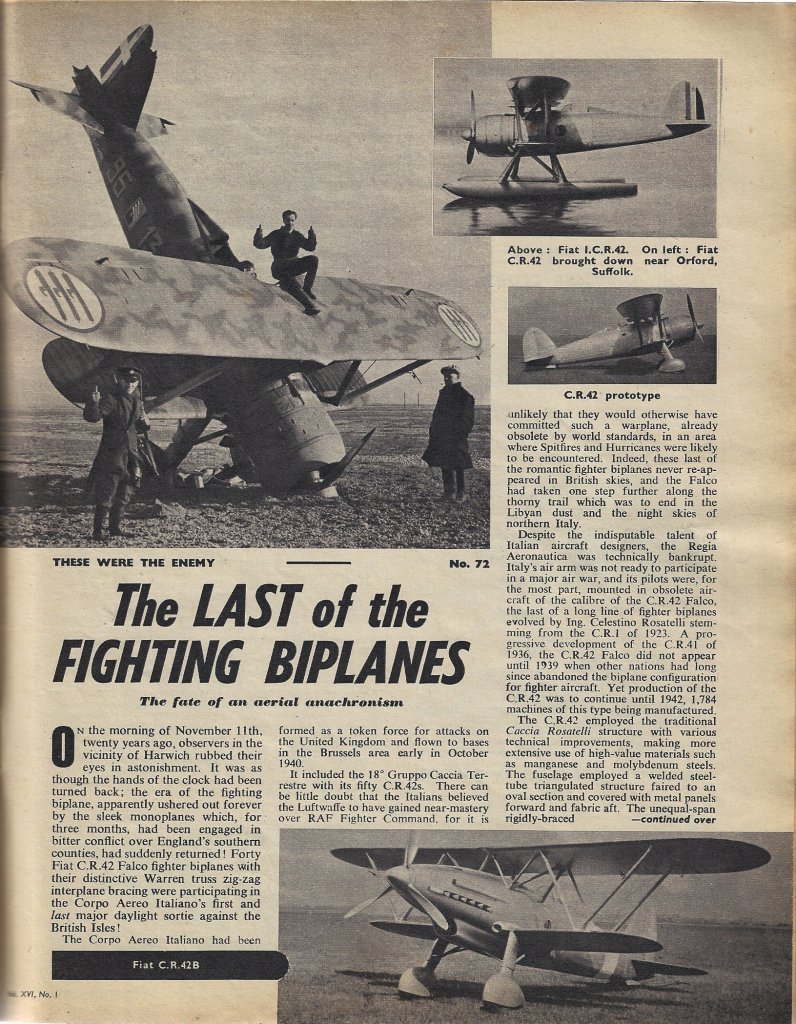 Above : Fiat I.C.R.42. On left : Fiat
C.R.42 brought down near Orford,
Suffolk.
C.R.42 prototype
THESE WERE THE ENEMY
No. 72
The LAST of the
FIGHTING BIPLANES
The fate of an aerial anachronism
ON the morning of November 11th,
twenty years ago, observers in the
vicinity of Harwich rubbed their
eyes in astonishment. It was as
though the hands of the clock had been
turned back; the era of the fighting
biplane, apparently ushered out forever
by the sleek monoplanes which, for
three months, had been engaged in
bitter conflict over England's southern
counties, had suddenly returned! Forty
Fiat C.R.42 Falco fighter biplanes with
their distinctive Warren truss zig-zag
interplane bracing were participating in
the Corpo Aereo Italiano's first and
last major daylight sortie against the
British Isles!
The Corpo Aereo Italiano had been
formed as a token force for attacks on
the United Kingdom and flown to bases
in the Brussels area early in October
1940.
It included the 18° Gruppo Caccia Ter-
restre with its fifty C.R.42s. There can
be little doubt that the Italians believed
the Luftwaffe to have gained near-mastery
over RAF Fighter Command, for it is
unlikely that they would otherwise have
committed such a warplane, already
obsolete by world standards, in an area
where Spitfires and Hurricanes were likely
to be encountered. Indeed, these last of
the romantic fighter biplanes never re-ap-
peared in British skies, and the Falco
had taken one step further along the
thorny trail which was to end in the
Libyan dust and the night skies of
northern Italy.
Despite the indisputable talent of
Italian aircraft designers, the Regia
Aeronautica was technically bankrupt.
Italy's air arm was not ready to participate
in a major air war, and its pilots were, for
the most part, mounted in obsolete air-
craft of the calibre of the C.R.42 Falco,
the last of a long line of fighter biplanes
evolved by Ing. Celestino Rosatelli stem-
ming from the C.R.1 of 1923. A pro-
gressive development of the C.R.41 of
1936, the C.R.42 Falco did not appear
until 1939 when other nations had long
since abandoned the biplane configuration
for fighter aircraft. Yet production of the
C.R.42 was to continue until 1942, 1,784
machines of this type being manufactured.
The C.R.42 employed the traditional
Caccia Rosatelli structure with various
technical improvements, making more
extensive use of high-value materials such
as manganese and molybdenum steels.
The fuselage employed a welded steel-
tube triangulated structure faired to an
oval section and covered with metal panels
forward and fabric aft. The unequal-span
rigidly-braced —continued over
Fiat C.R.42B
XVI, No. 1